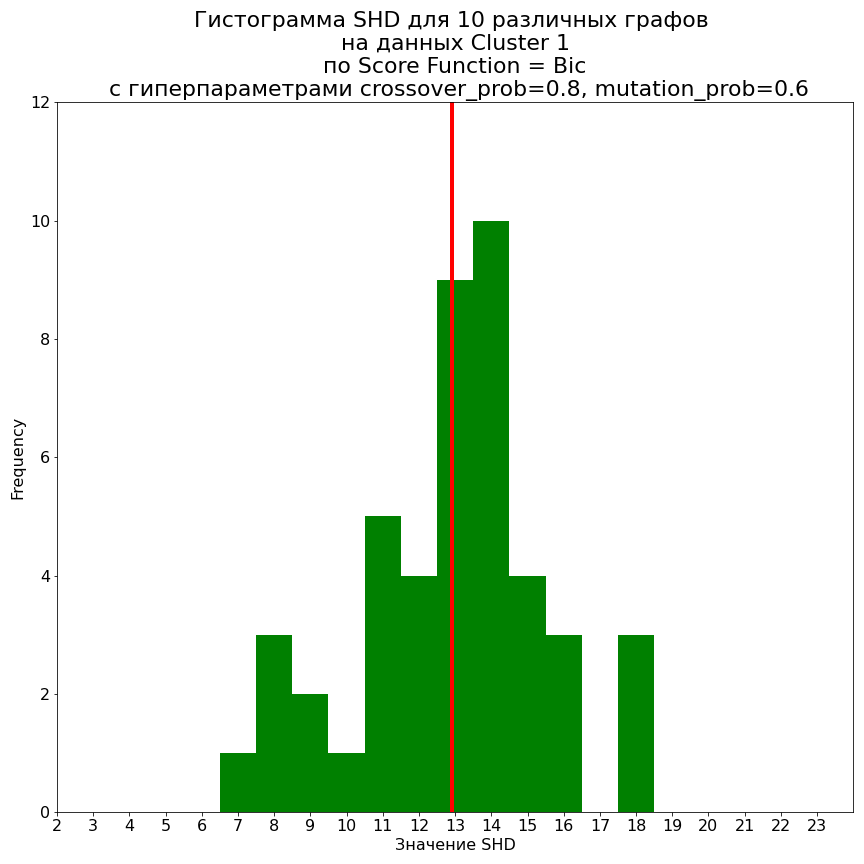 Гистограмма SHD для 10 различных графов
на данных Cluster 1
по Score Function = Bic
с гиперпараметрами crossover_prob=0.8, mutation_prob=0.6
12
10
8
6
4
2
0
Frequency
2 3 4 5 6 7 8 9 10 11 12 13 14 15 16 17 18 19 20 21 22 23
Значение SHD